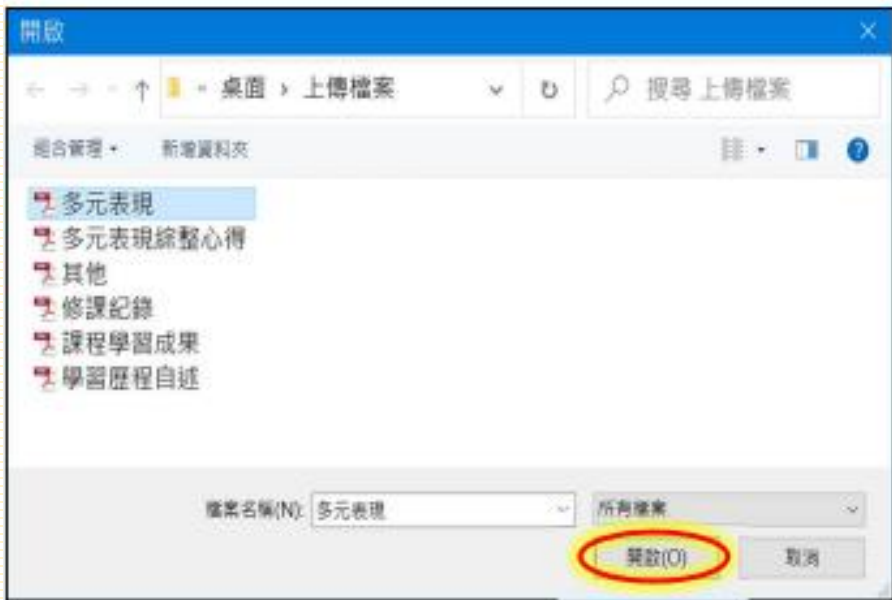 開啟
« 桌面 › 上傳檔案
搜尋 上傳檔案
組合管理
新增資料夾
多元表現
多元表現綜整心得
其他
修課紀錄
課程學習成果
學習歷程自述
檔案名稱(N): 多元表現
所有檔案
開啟(O)
取消